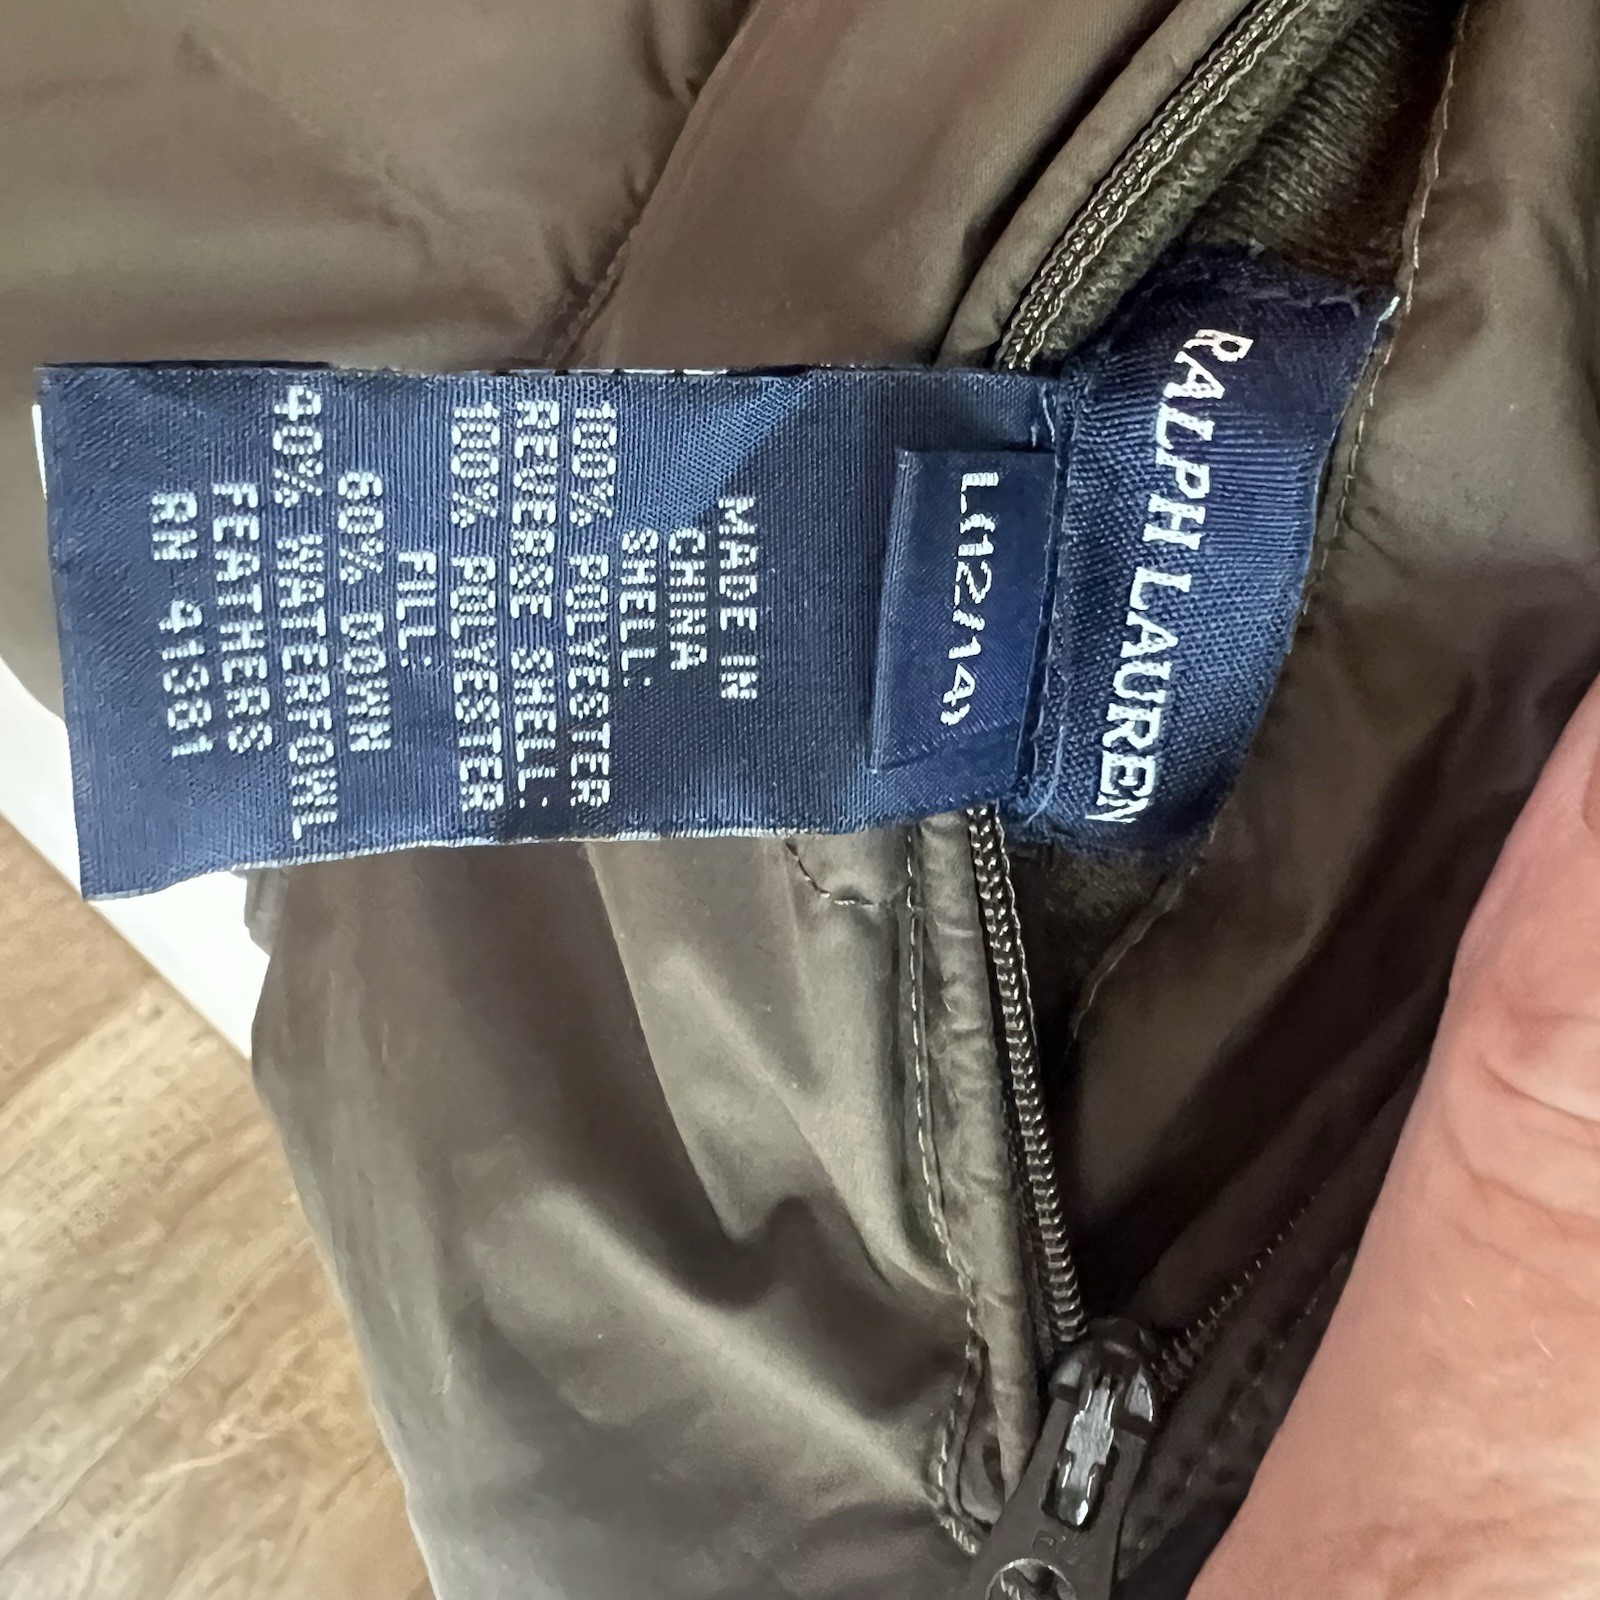 RALPH LAUREN
L(12/14)
MADE IN
CHINA
SHELL:
100% POLYESTER
REVERSE SHELL:
100% POLYESTER
FILL:
60% DOWN
40% WATERFOWL
FEATHERS
RN 41381